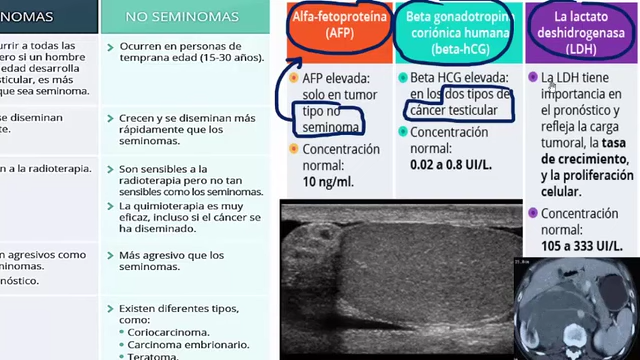 NOMAS
urrir a todas las
ero si un hombre
edad desarrolla
sticular, es más
que sea seminoma.
se diseminan
te.
n a la radioterapia.
n agresivos como
minomas.
nóstico.
NO SEMINOMAS
Ocurren en personas de
temprana edad (15-30 años).
Crecen y se diseminan más
rápidamente que los
seminomas.
Son sensibles a la
radioterapia pero no tan
sensibles como los seminomas.
La quimioterapia es muy
eficaz, incluso si el cáncer se
ha diseminado.
Más agresivo que los
seminomas.
Existen diferentes tipos,
como:
• Coriocarcinoma.
• Carcinoma embrionario.
• Teratoma.
Alfa-fetoproteína
(AFP)
AFP elevada:
solo en tumor
tipo no
seminoma
Concentración
normal:
10 ng/ml.
Beta gonadotropina
coriónica humana
(beta-hCG)
Beta HCG elevada:
en los dos tipos de
cáncer testicular
Concentración
normal:
0.02 a 0.8 UI/L.
La lactato
deshidrogenasa
(LDH)
La LDH tiene
importancia en
el pronóstico y
refleja la carga
tumoral, la tasa
de crecimiento,
y la proliferación
celular.
Concentración
normal:
105 a 333 UI/L.